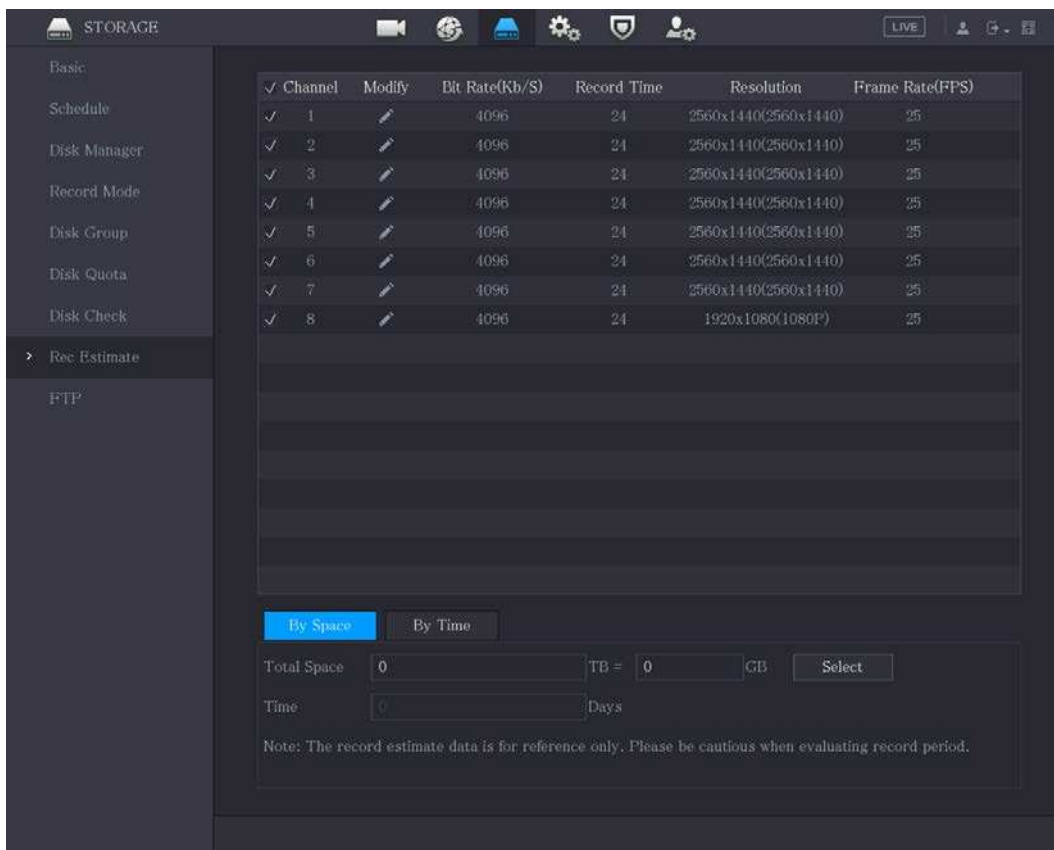 STORAGE
LIVE
Basic
Schedule
Disk Manager
Record Mode
Disk Group
Disk Quota
Disk Check
Rec Estimate
FTP
Channel Modify Bit Rate(Kb/S) Record Time Resolution Frame Rate(FPS)
1 4096 24 2560x1440(2560x1440) 25
2 4096 24 2560x1440(2560x1440) 25
3 4096 24 2560x1440(2560x1440) 25
4 4096 24 2560x1440(2560x1440) 25
5 4096 24 2560x1440(2560x1440) 25
6 4096 24 2560x1440(2560x1440) 25
7 4096 24 2560x1440(2560x1440) 25
8 4096 24 1920x1080(1080P) 25
By Space By Time
Total Space 0 TB = 0 GB Select
Time 0 Days
Note: The record estimate data is for reference only. Please be cautious when evaluating record period.